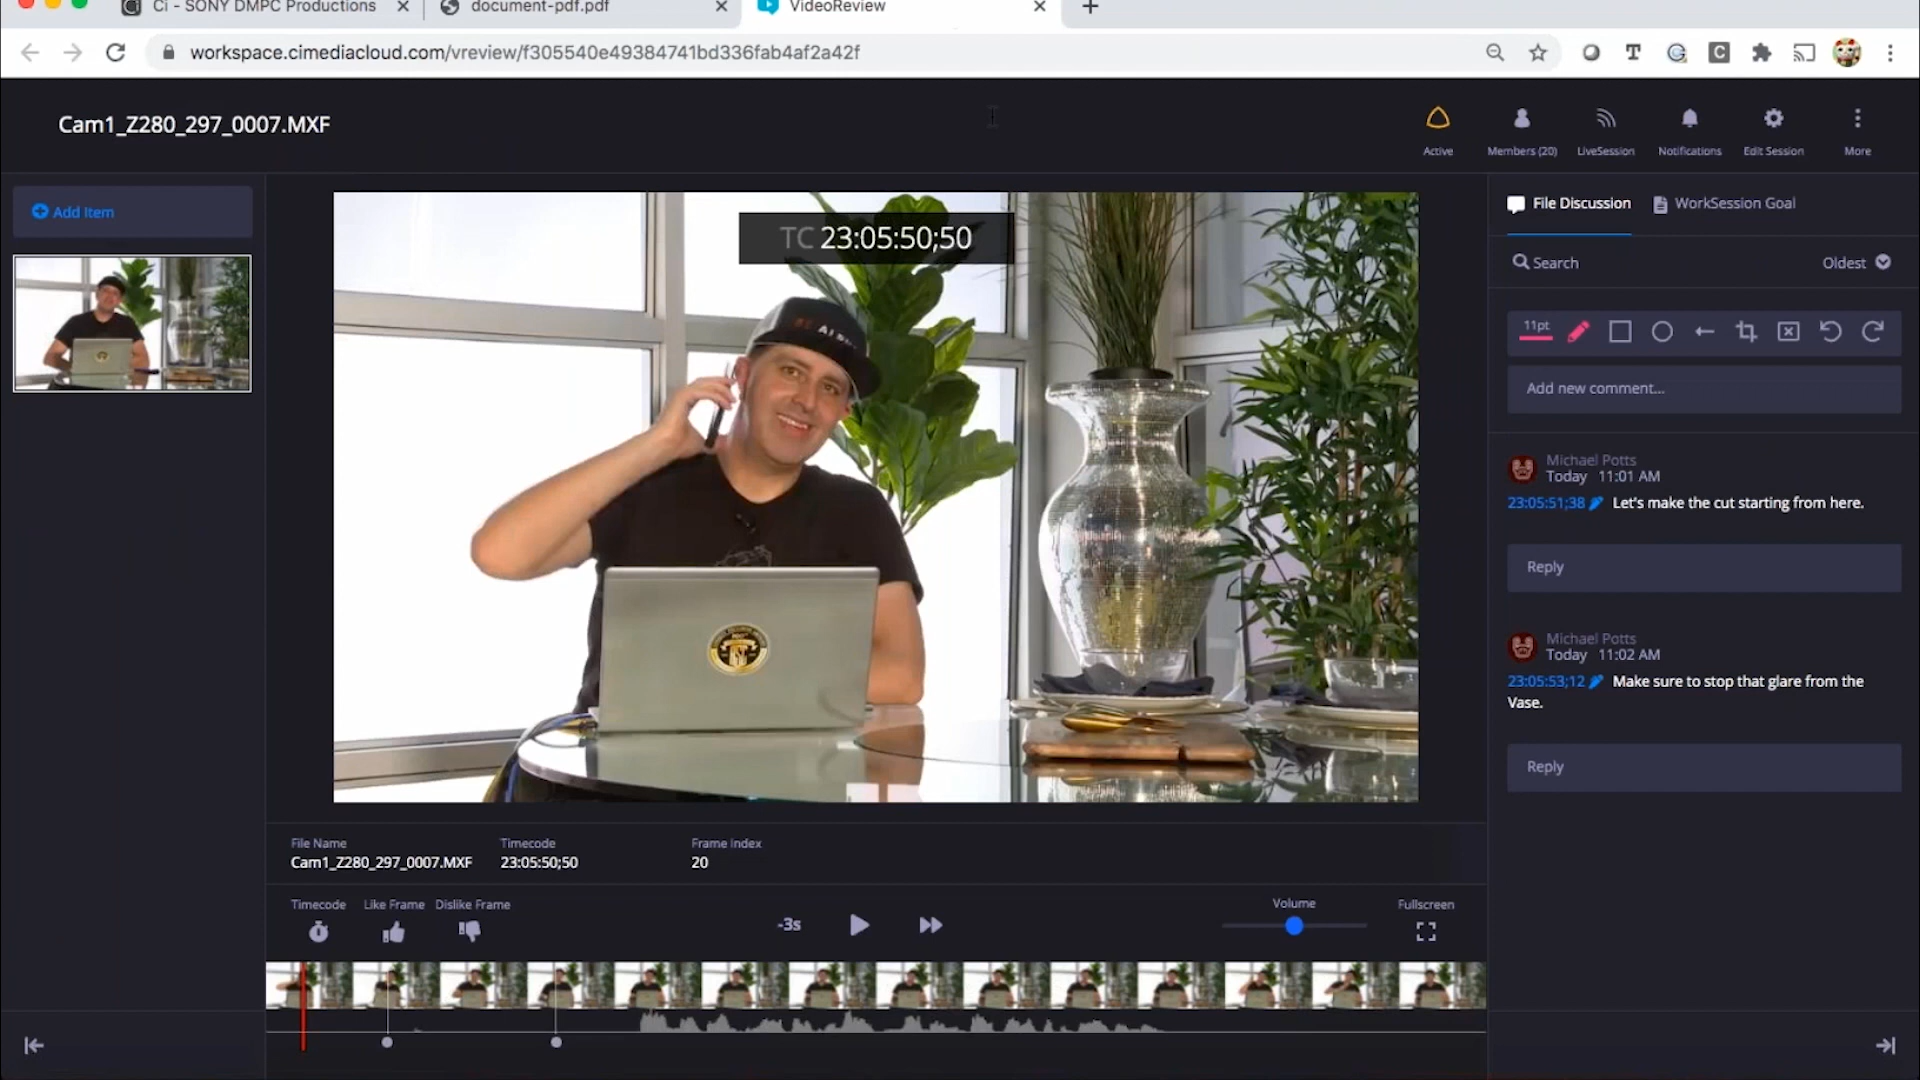 Ci - SONY DMPC Productions
document-pdf.pdf
VideoReview
workspace.cimediacloud.com/vreview/f305540e49384741bd336fab4af2a42f
Cam1_Z280_297_0007.MXF
Active
Members (20)
LiveSession
Notifications
Edit Session
More
Add Item
TC 23:05:50;50
File Discussion
WorkSession Goal
Search
Oldest
11pt
Add new comment...
Michael Potts
Today 11:01 AM
23:05:51;38 Let's make the cut starting from here.
Reply
Michael Potts
Today 11:02 AM
23:05:53;12 Make sure to stop that glare from the
Vase.
Reply
File Name
Timecode
Frame Index
Cam1_Z280_297_0007.MXF
23:05:50;50
20
Timecode
Like Frame
Dislike Frame
-3s
Volume
Fullscreen